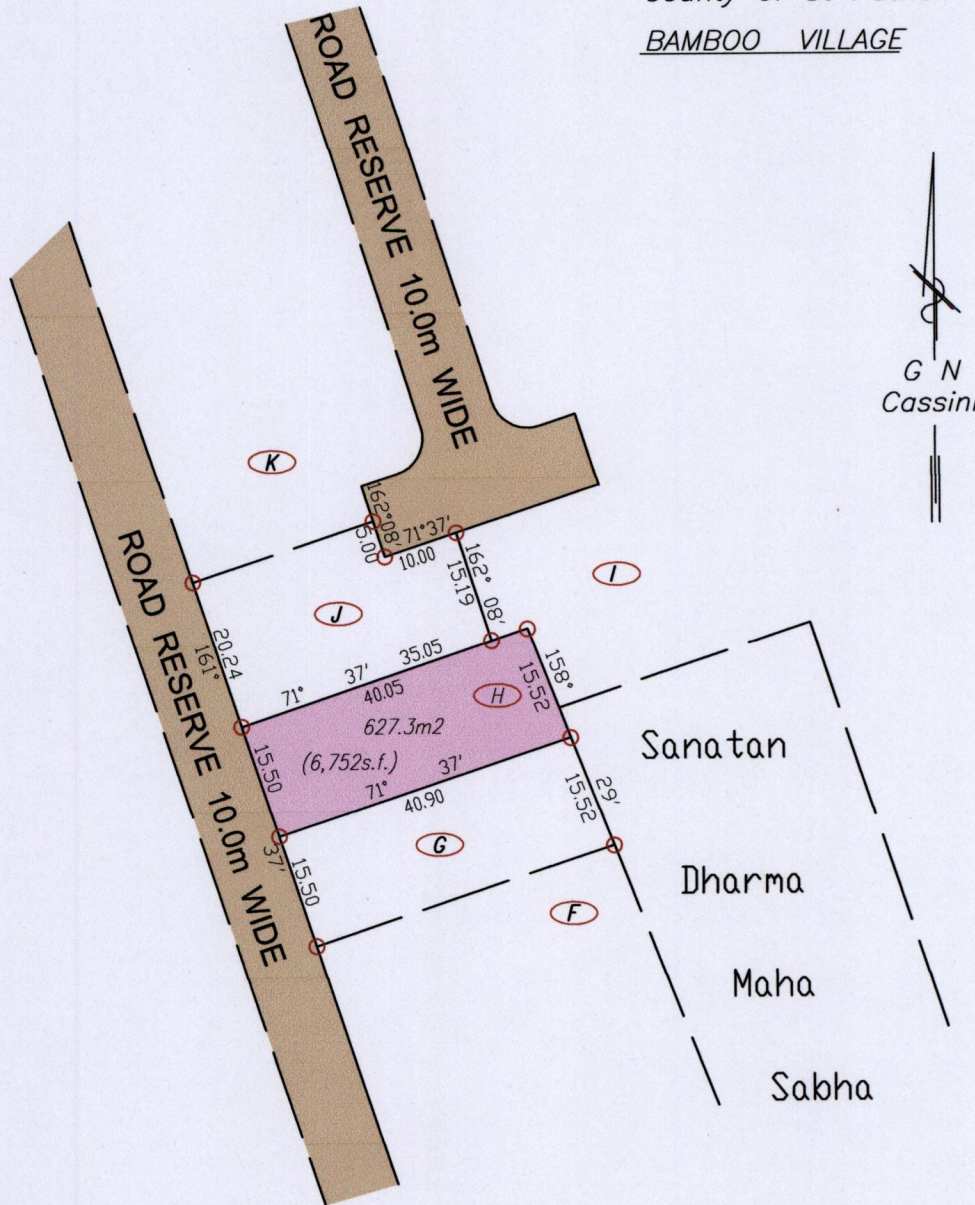 BAMBOO VILLAGE
ROAD RESERVE 10.0m WIDE
G N
Cassini
K
162°08'
5.00
71°37'
10.00
162° 08'
15.19
I
J
ROAD RESERVE 10.0m WIDE
20.24
161°
71° 37' 35.05
40.05
H
158°
15.52
627.3m2
(6,752s.f.)
15.50
71° 37'
40.90
Sanatan
29'
15.52
37'
15.50
G
Dharma
F
Maha
Sabha